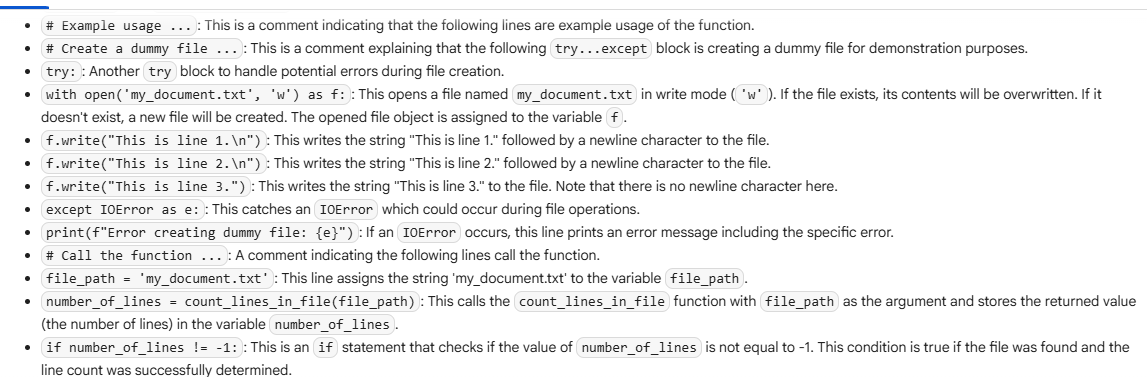 • # Example usage ...: This is a comment indicating that the following lines are example usage of the function.
• # Create a dummy file ...: This is a comment explaining that the following try...except block is creating a dummy file for demonstration purposes.
• try:: Another try block to handle potential errors during file creation.
• with open('my_document.txt', 'w') as f:: This opens a file named my_document.txt in write mode ('w'). If the file exists, its contents will be overwritten. If it
doesn't exist, a new file will be created. The opened file object is assigned to the variable f.
• f.write("This is line 1.\n"): This writes the string "This is line 1." followed by a newline character to the file.
• f.write("This is line 2.\n"): This writes the string "This is line 2." followed by a newline character to the file.
• f.write("This is line 3."): This writes the string "This is line 3." to the file. Note that there is no newline character here.
• except IOError as e:: This catches an IOError which could occur during file operations.
• print(f"Error creating dummy file: {e}"): If an IOError occurs, this line prints an error message including the specific error.
• # Call the function ...: A comment indicating the following lines call the function.
• file_path = 'my_document.txt': This line assigns the string 'my_document.txt' to the variable file_path.
• number_of_lines = count_lines_in_file(file_path): This calls the count_lines_in_file function with file_path as the argument and stores the returned value
(the number of lines) in the variable number_of_lines.
• if number_of_lines != -1:: This is an if statement that checks if the value of number_of_lines is not equal to -1. This condition is true if the file was found and the
line count was successfully determined.